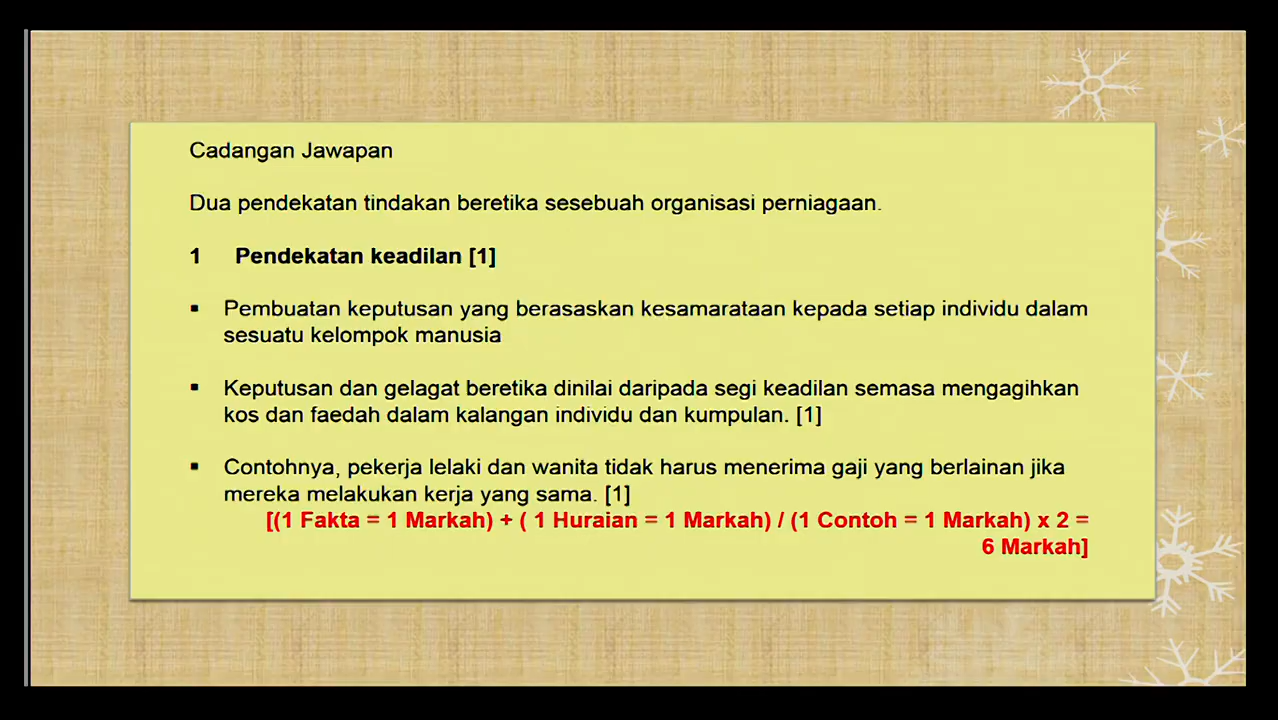 Cadangan Jawapan
Dua pendekatan tindakan beretika sesebuah organisasi perniagaan.
1 Pendekatan keadilan [1]
▪ Pembuatan keputusan yang berasaskan kesamarataan kepada setiap individu dalam
sesuatu kelompok manusia
▪ Keputusan dan gelagat beretika dinilai daripada segi keadilan semasa mengagihkan
kos dan faedah dalam kalangan individu dan kumpulan. [1]
▪ Contohnya, pekerja lelaki dan wanita tidak harus menerima gaji yang berlainan jika
mereka melakukan kerja yang sama. [1]
[(1 Fakta = 1 Markah) + ( 1 Huraian = 1 Markah) / (1 Contoh = 1 Markah) x 2 =
6 Markah]